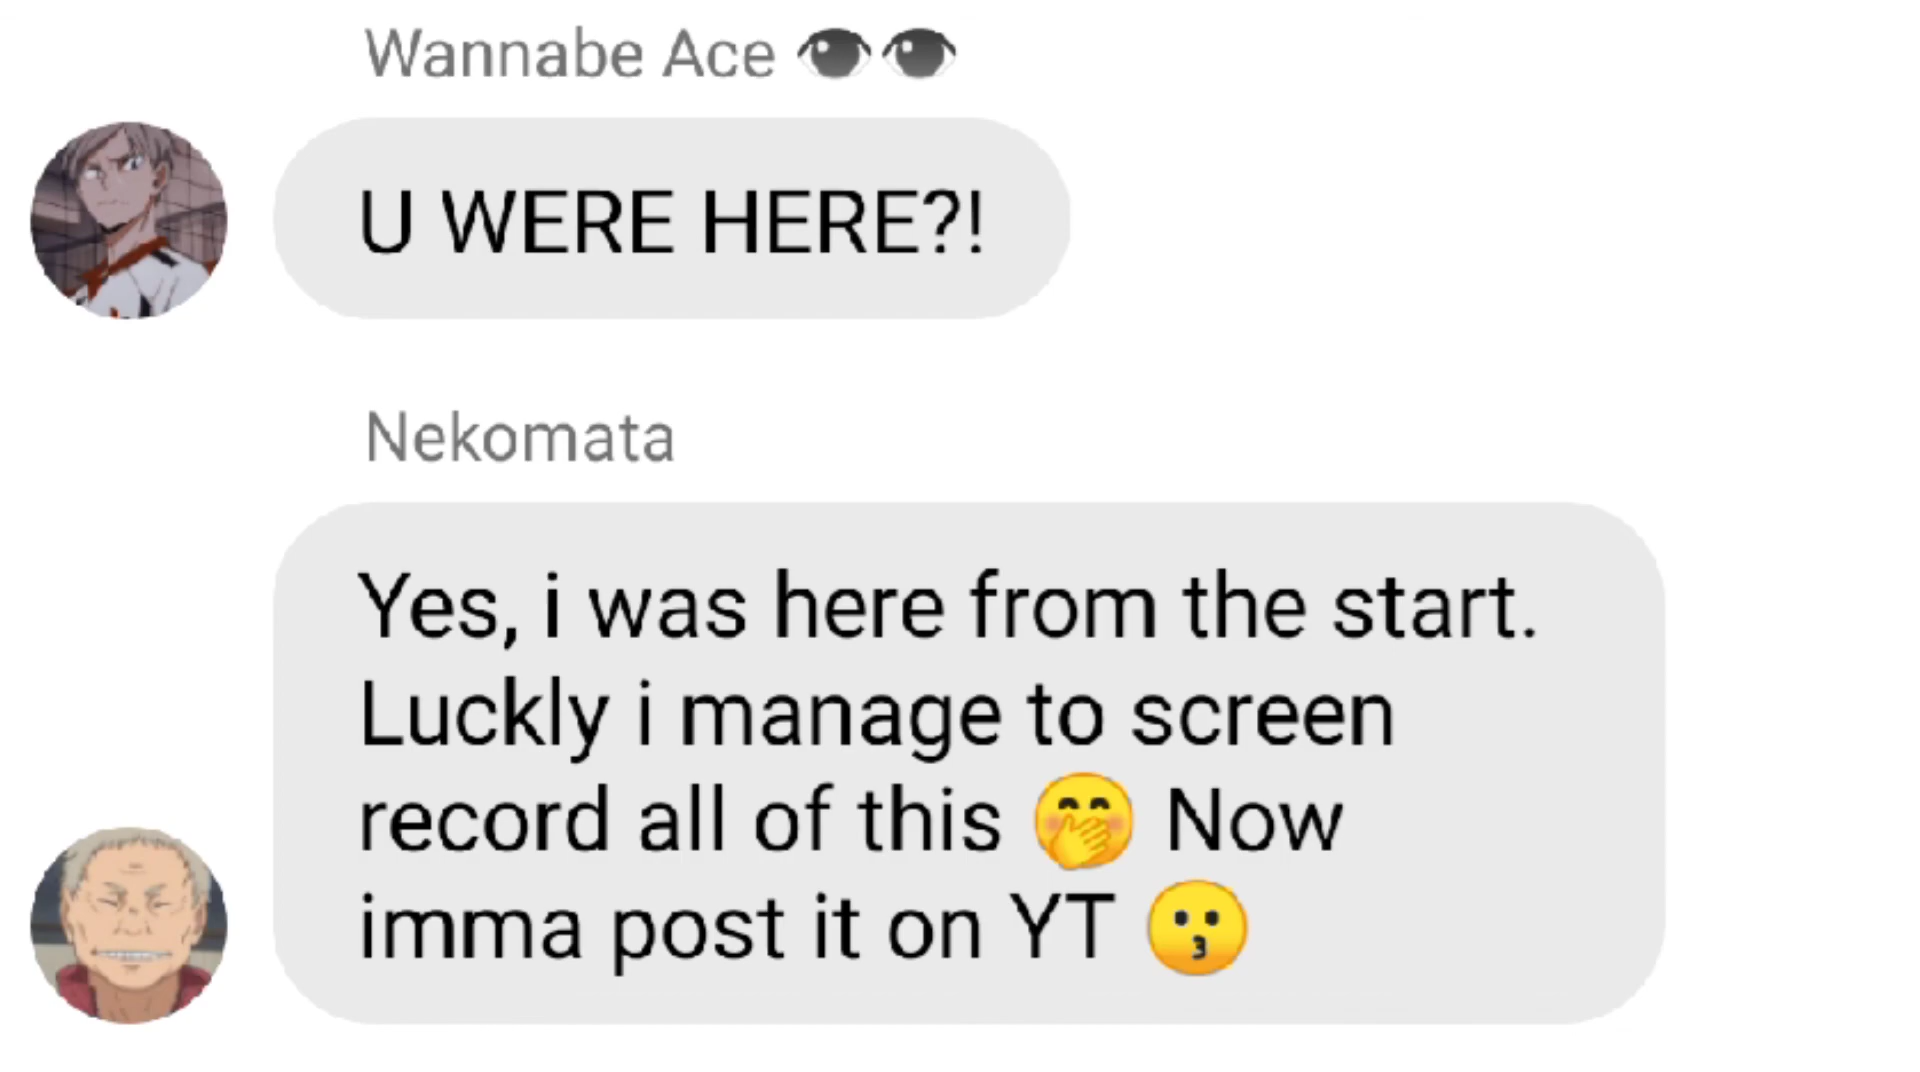 Wannabe Ace 👁️👁️
U WERE HERE?!
Nekomata
Yes, i was here from the start.
Luckly i manage to screen
record all of this 🤭 Now
imma post it on YT 😗